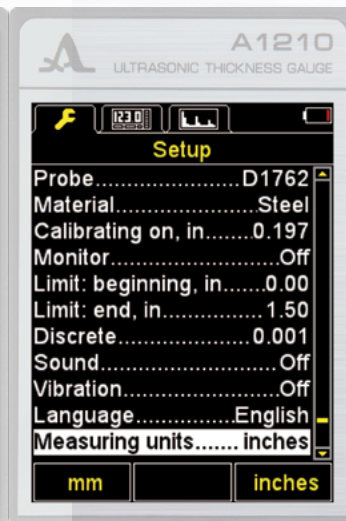 A1210
ULTRASONIC THICKNESS GAUGE
123.0
Setup
Probe.................D1762
Material.................Steel
Calibrating on, in......0.197
Monitor......................Off
Limit: beginning, in......0.00
Limit: end, in.............1.50
Discrete................0.001
Sound.......................Off
Vibration...................Off
Language............English
Measuring units...... inches
mm inches